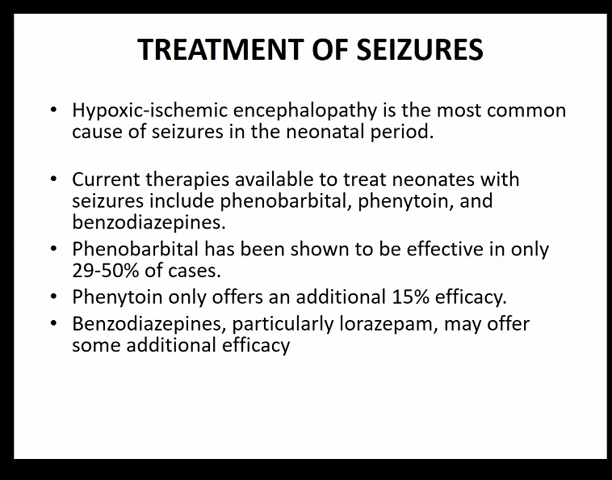 TREATMENT OF SEIZURES
• Hypoxic-ischemic encephalopathy is the most common
cause of seizures in the neonatal period.
• Current therapies available to treat neonates with
seizures include phenobarbital, phenytoin, and
benzodiazepines.
• Phenobarbital has been shown to be effective in only
29-50% of cases.
• Phenytoin only offers an additional 15% efficacy.
• Benzodiazepines, particularly lorazepam, may offer
some additional efficacy